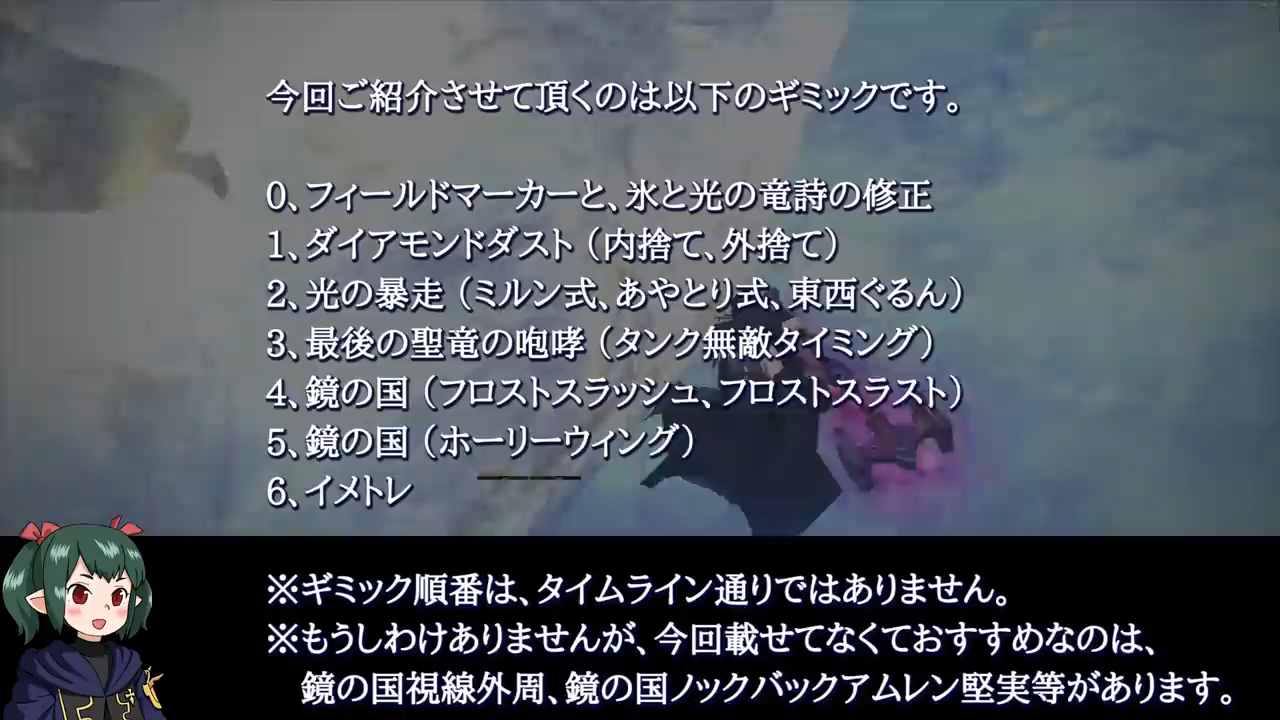 今回ご紹介させて頂くのは以下のギミックです。
0、フィールドマーカーと、氷と光の竜詩の修正
1、ダイアモンドダスト（内捨て、外捨て）
2、光の暴走（ミルン式、あやとり式、東西ぐるん）
3、最後の聖竜の咆哮（タンク無敵タイミング）
4、鏡の国（フロストスラッシュ、フロストスラスト）
5、鏡の国（ホーリーウィング）
6、イメトレ
※ギミック順番は、タイムライン通りではありません。
※もうしわけありませんが、今回載せてなくておすすめなのは、
鏡の国視線外周、鏡の国ノックバックアムレン堅実等があります。